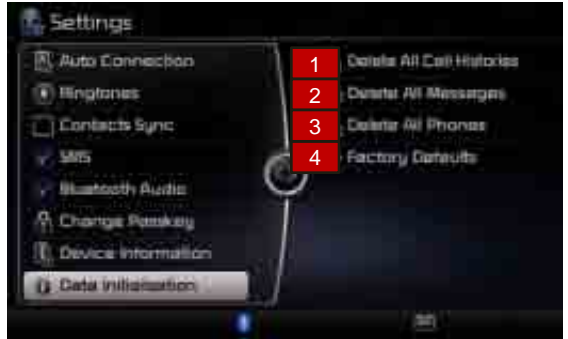 Settings
Auto Connection
Ringtones
Contacts Sync
SMS
Bluetooth Audio
Change Passkey
Device Information
Data Initialisation
1 Delete All Call Histories
2 Delete All Messages
3 Delete All Phones
4 Factory Defaults